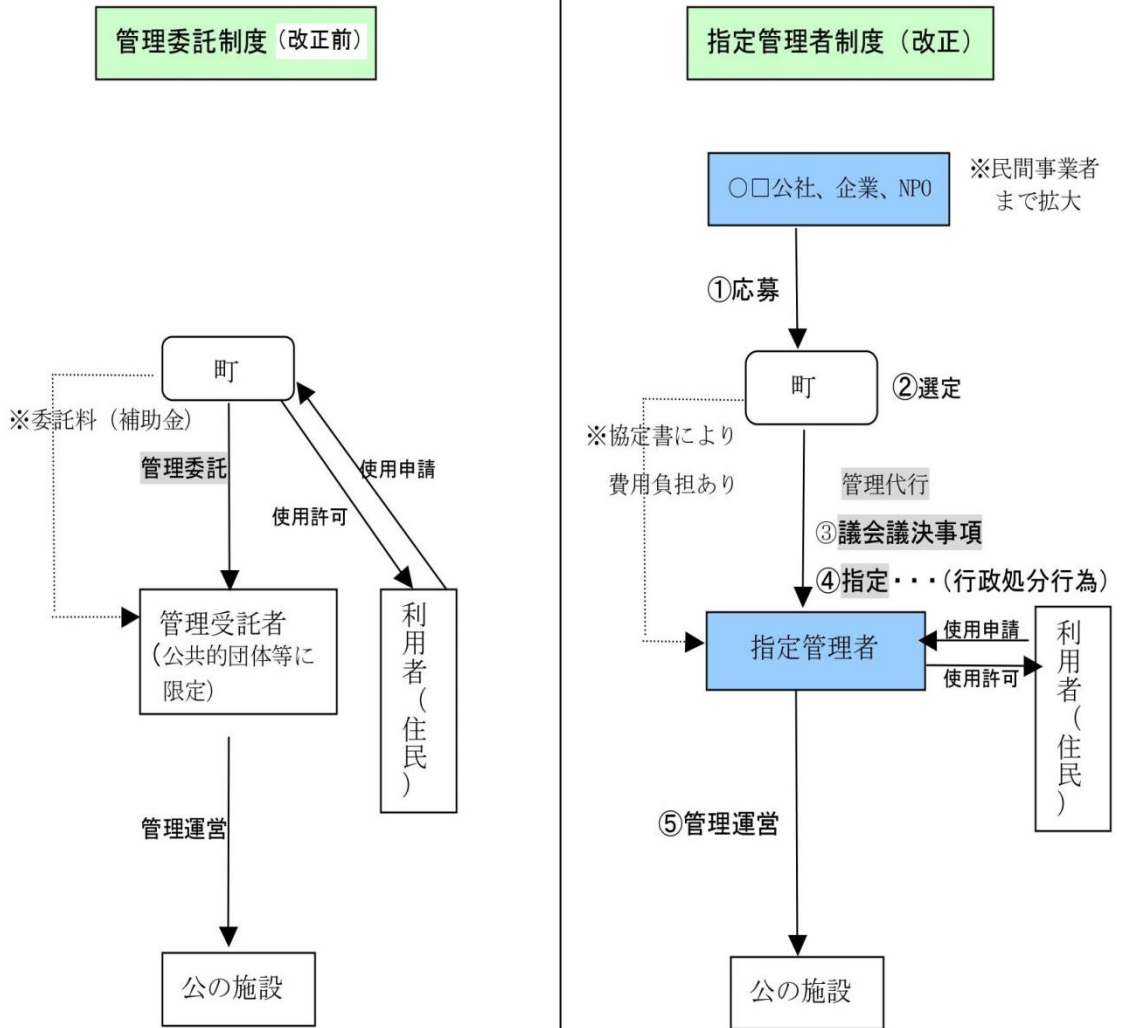 管理委託制度（改正前）
町
※委託料（補助金）
管理委託
使用申請
使用許可
管理受託者
（公共的団体等に
限定）
利用者（住民）
管理運営
公の施設
指定管理者制度（改正）
○□公社、企業、NPO
※民間事業者
まで拡大
①応募
町
②選定
※協定書により
費用負担あり
管理代行
③議会議決事項
④指定・・・（行政処分行為）
指定管理者
使用申請
使用許可
利用者（住民）
⑤管理運営
公の施設